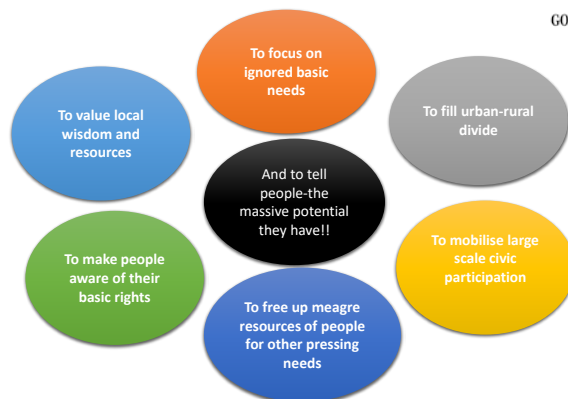 GO
To focus on
ignored basic
needs
To value local
wisdom and
resources
To fill urban-rural
divide
And to tell
people-the
massive potential
they have!!
To make people
aware of their
basic rights
To mobilise large
scale civic
participation
To free up meagre
resources of people
for other pressing
needs